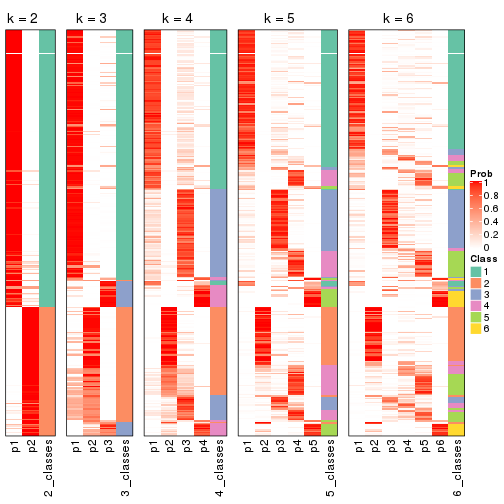 k = 2
k = 3
k = 4
k = 5
k = 6
p1
p2
2_classes
p1
p2
p3
3_classes
p1
p2
p3
p4
4_classes
p1
p2
p3
p4
p5
5_classes
p1
p2
p3
p4
p5
p6
6_classes
Prob
1
0.8
0.6
0.4
0.2
0
Class
1
2
3
4
5
6